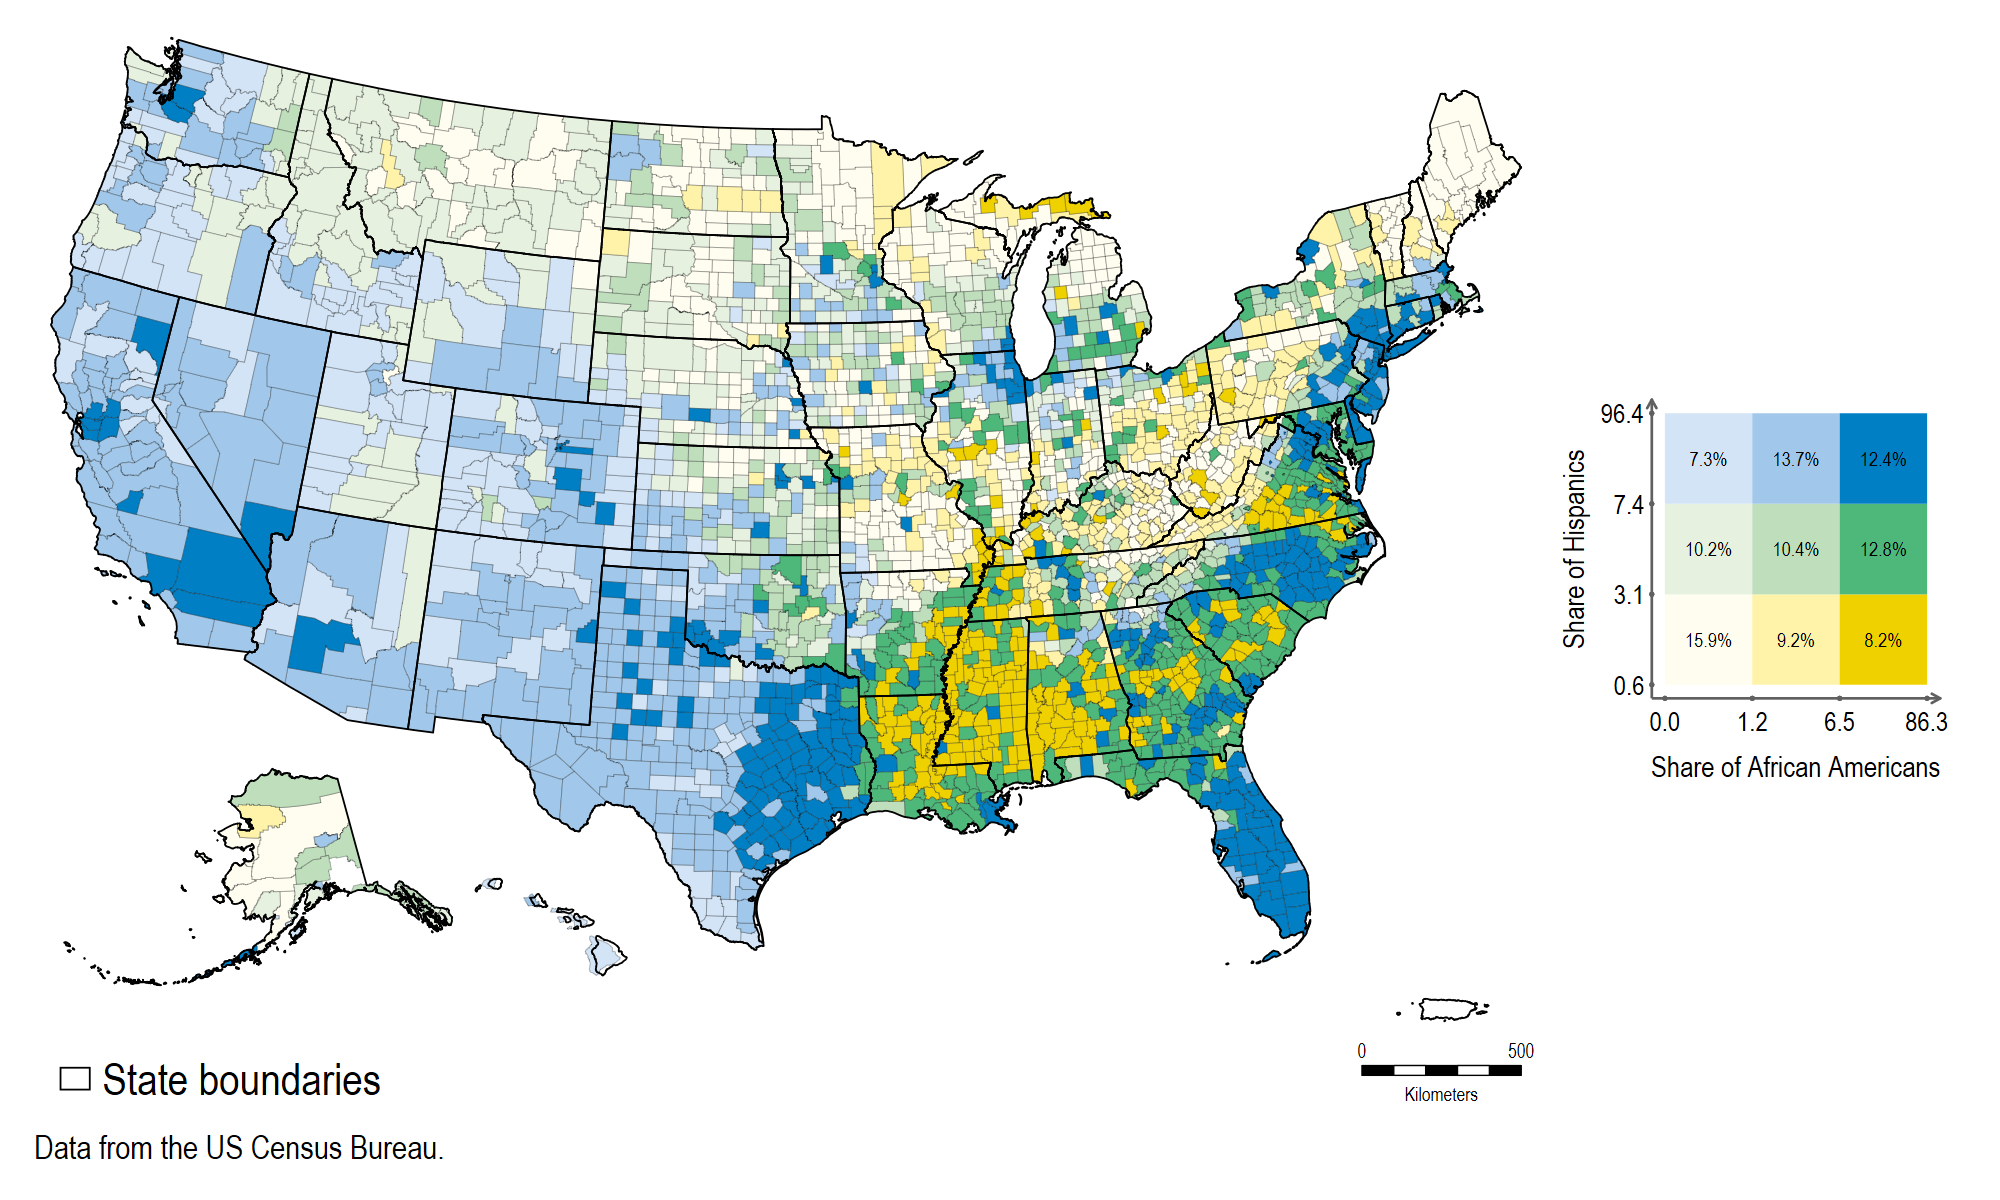 96.4
7.3% 13.7% 12.4%
7.4
10.2% 10.4% 12.8%
3.1
15.9% 9.2% 8.2%
0.6
Share of Hispanics
0.0 1.2 6.5 86.3
Share of African Americans
0 500
Kilometers
State boundaries
Data from the US Census Bureau.